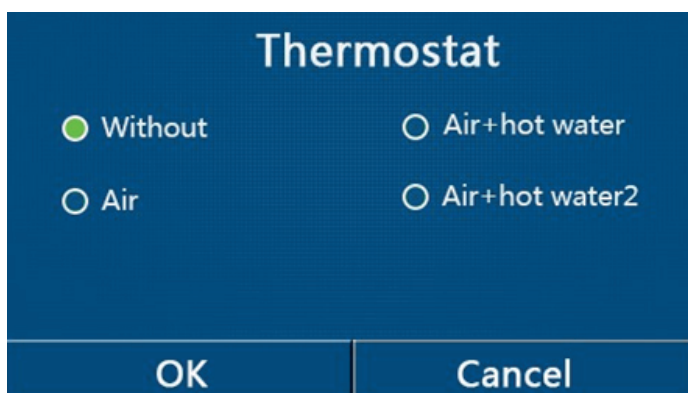 Thermostat
Without
Air+hot water
Air
Air+hot water2
OK
Cancel